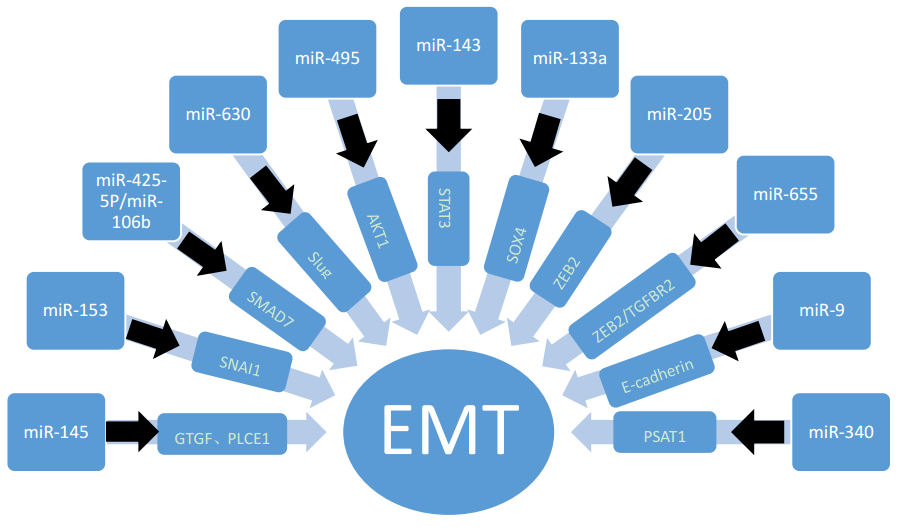 miR-143
miR-495
miR-133a
miR-630
miR-205
miR-425-
5P/miR-
106b
miR-655
miR-153
miR-9
miR-145
miR-340
STAT3
AKT1
SOX4
Slug
ZEB2
SMAD7
ZEB2/TGFBR2
SNAI1
E-cadherin
GTGF、PLCE1
PSAT1
EMT